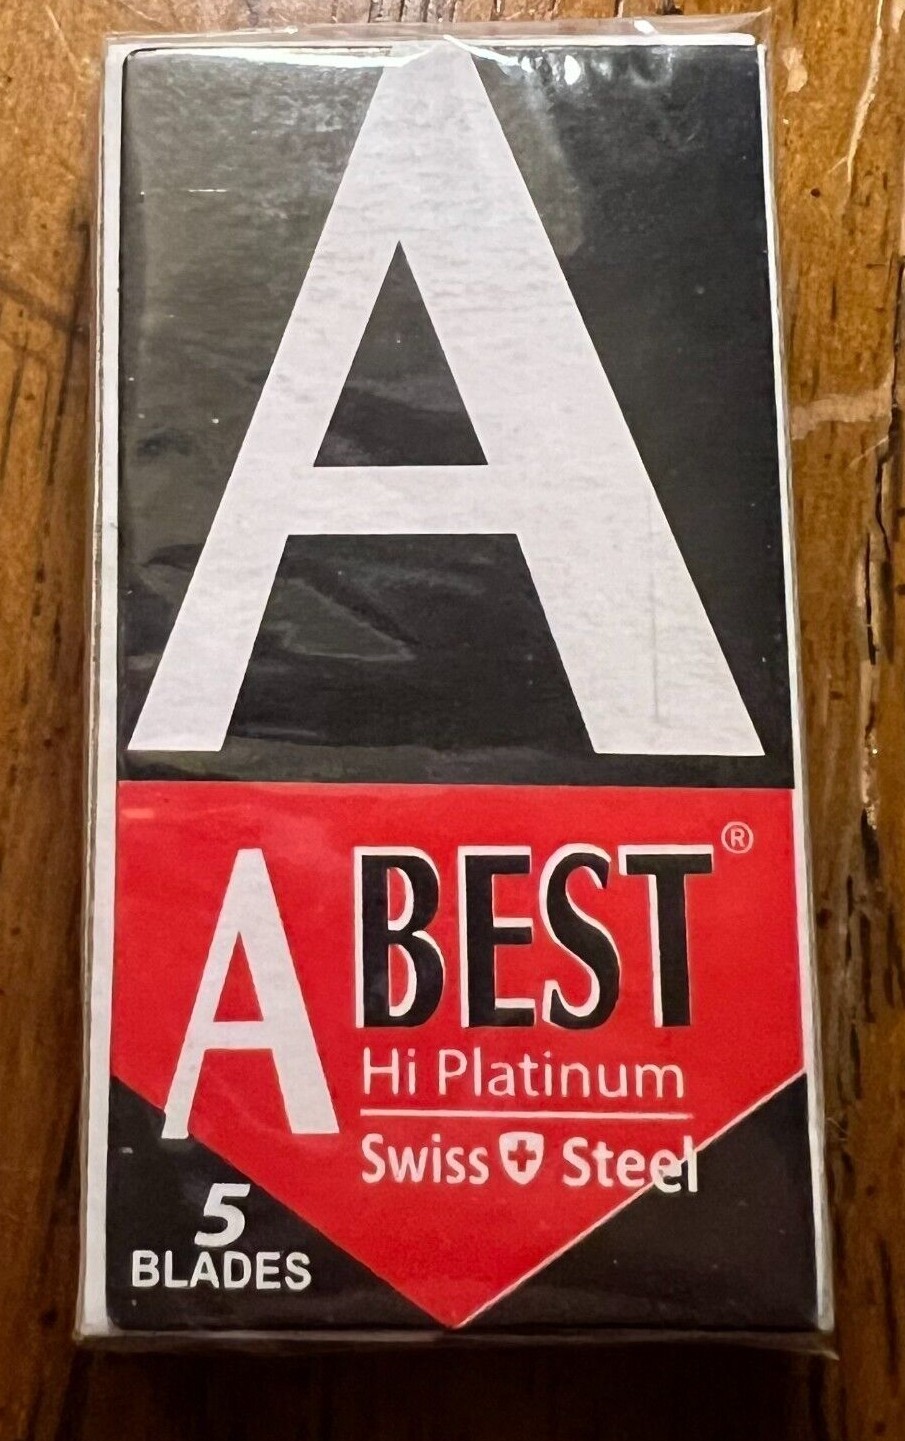 A
A BEST®
Hi Platinum
Swiss Steel
5
BLADES